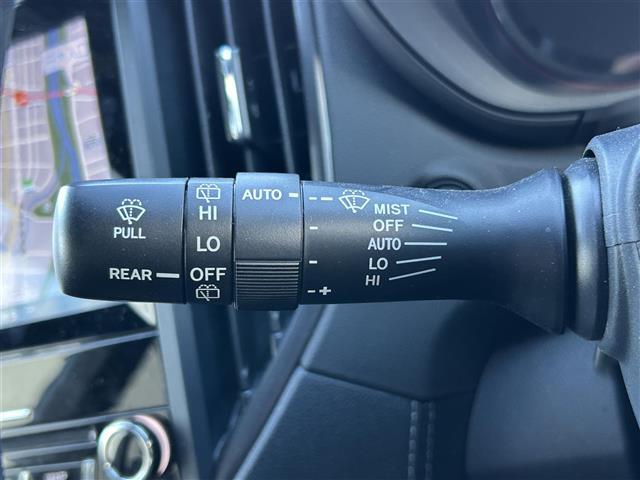 PULL
REAR
HI
LO
OFF
AUTO
- -
-
-
- +
MIST
OFF
AUTO
LO
HI